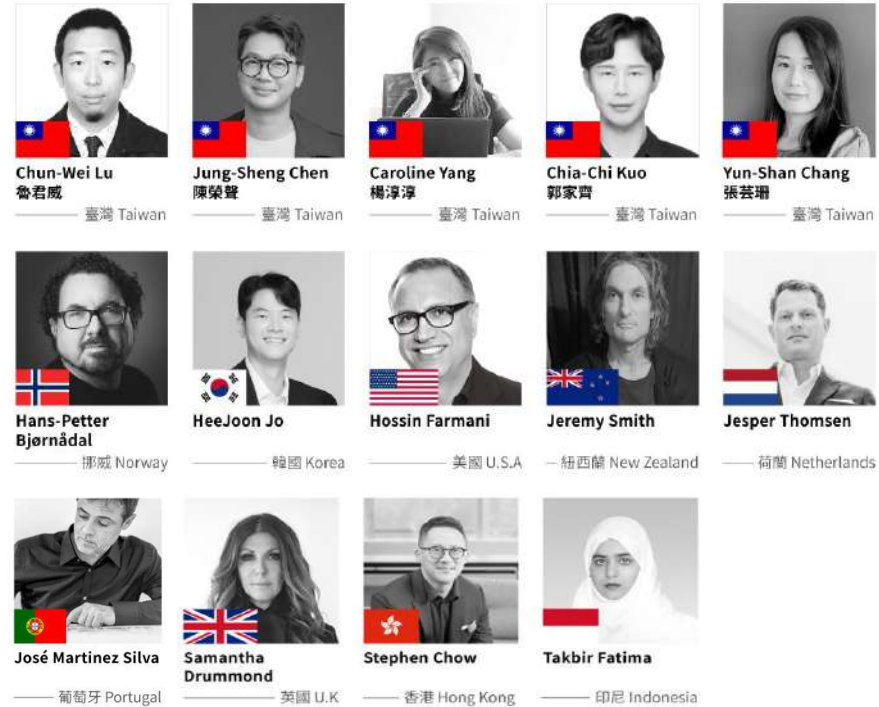 Chun-Wei Lu
魯君威
臺灣 Taiwan
Jung-Sheng Chen
陳榮聲
臺灣 Taiwan
Caroline Yang
楊淳淳
臺灣 Taiwan
Chia-Chi Kuo
郭家齊
臺灣 Taiwan
Yun-Shan Chang
張芸珊
臺灣 Taiwan
Hans-Petter
Bjørnådal
挪威 Norway
HeeJoon Jo
韓國 Korea
Hossin Farmani
美國 U.S.A
Jeremy Smith
紐西蘭 New Zealand
Jesper Thomsen
荷蘭 Netherlands
José Martinez Silva
葡萄牙 Portugal
Samantha
Drummond
英國 U.K
Stephen Chow
香港 Hong Kong
Takbir Fatima
印尼 Indonesia